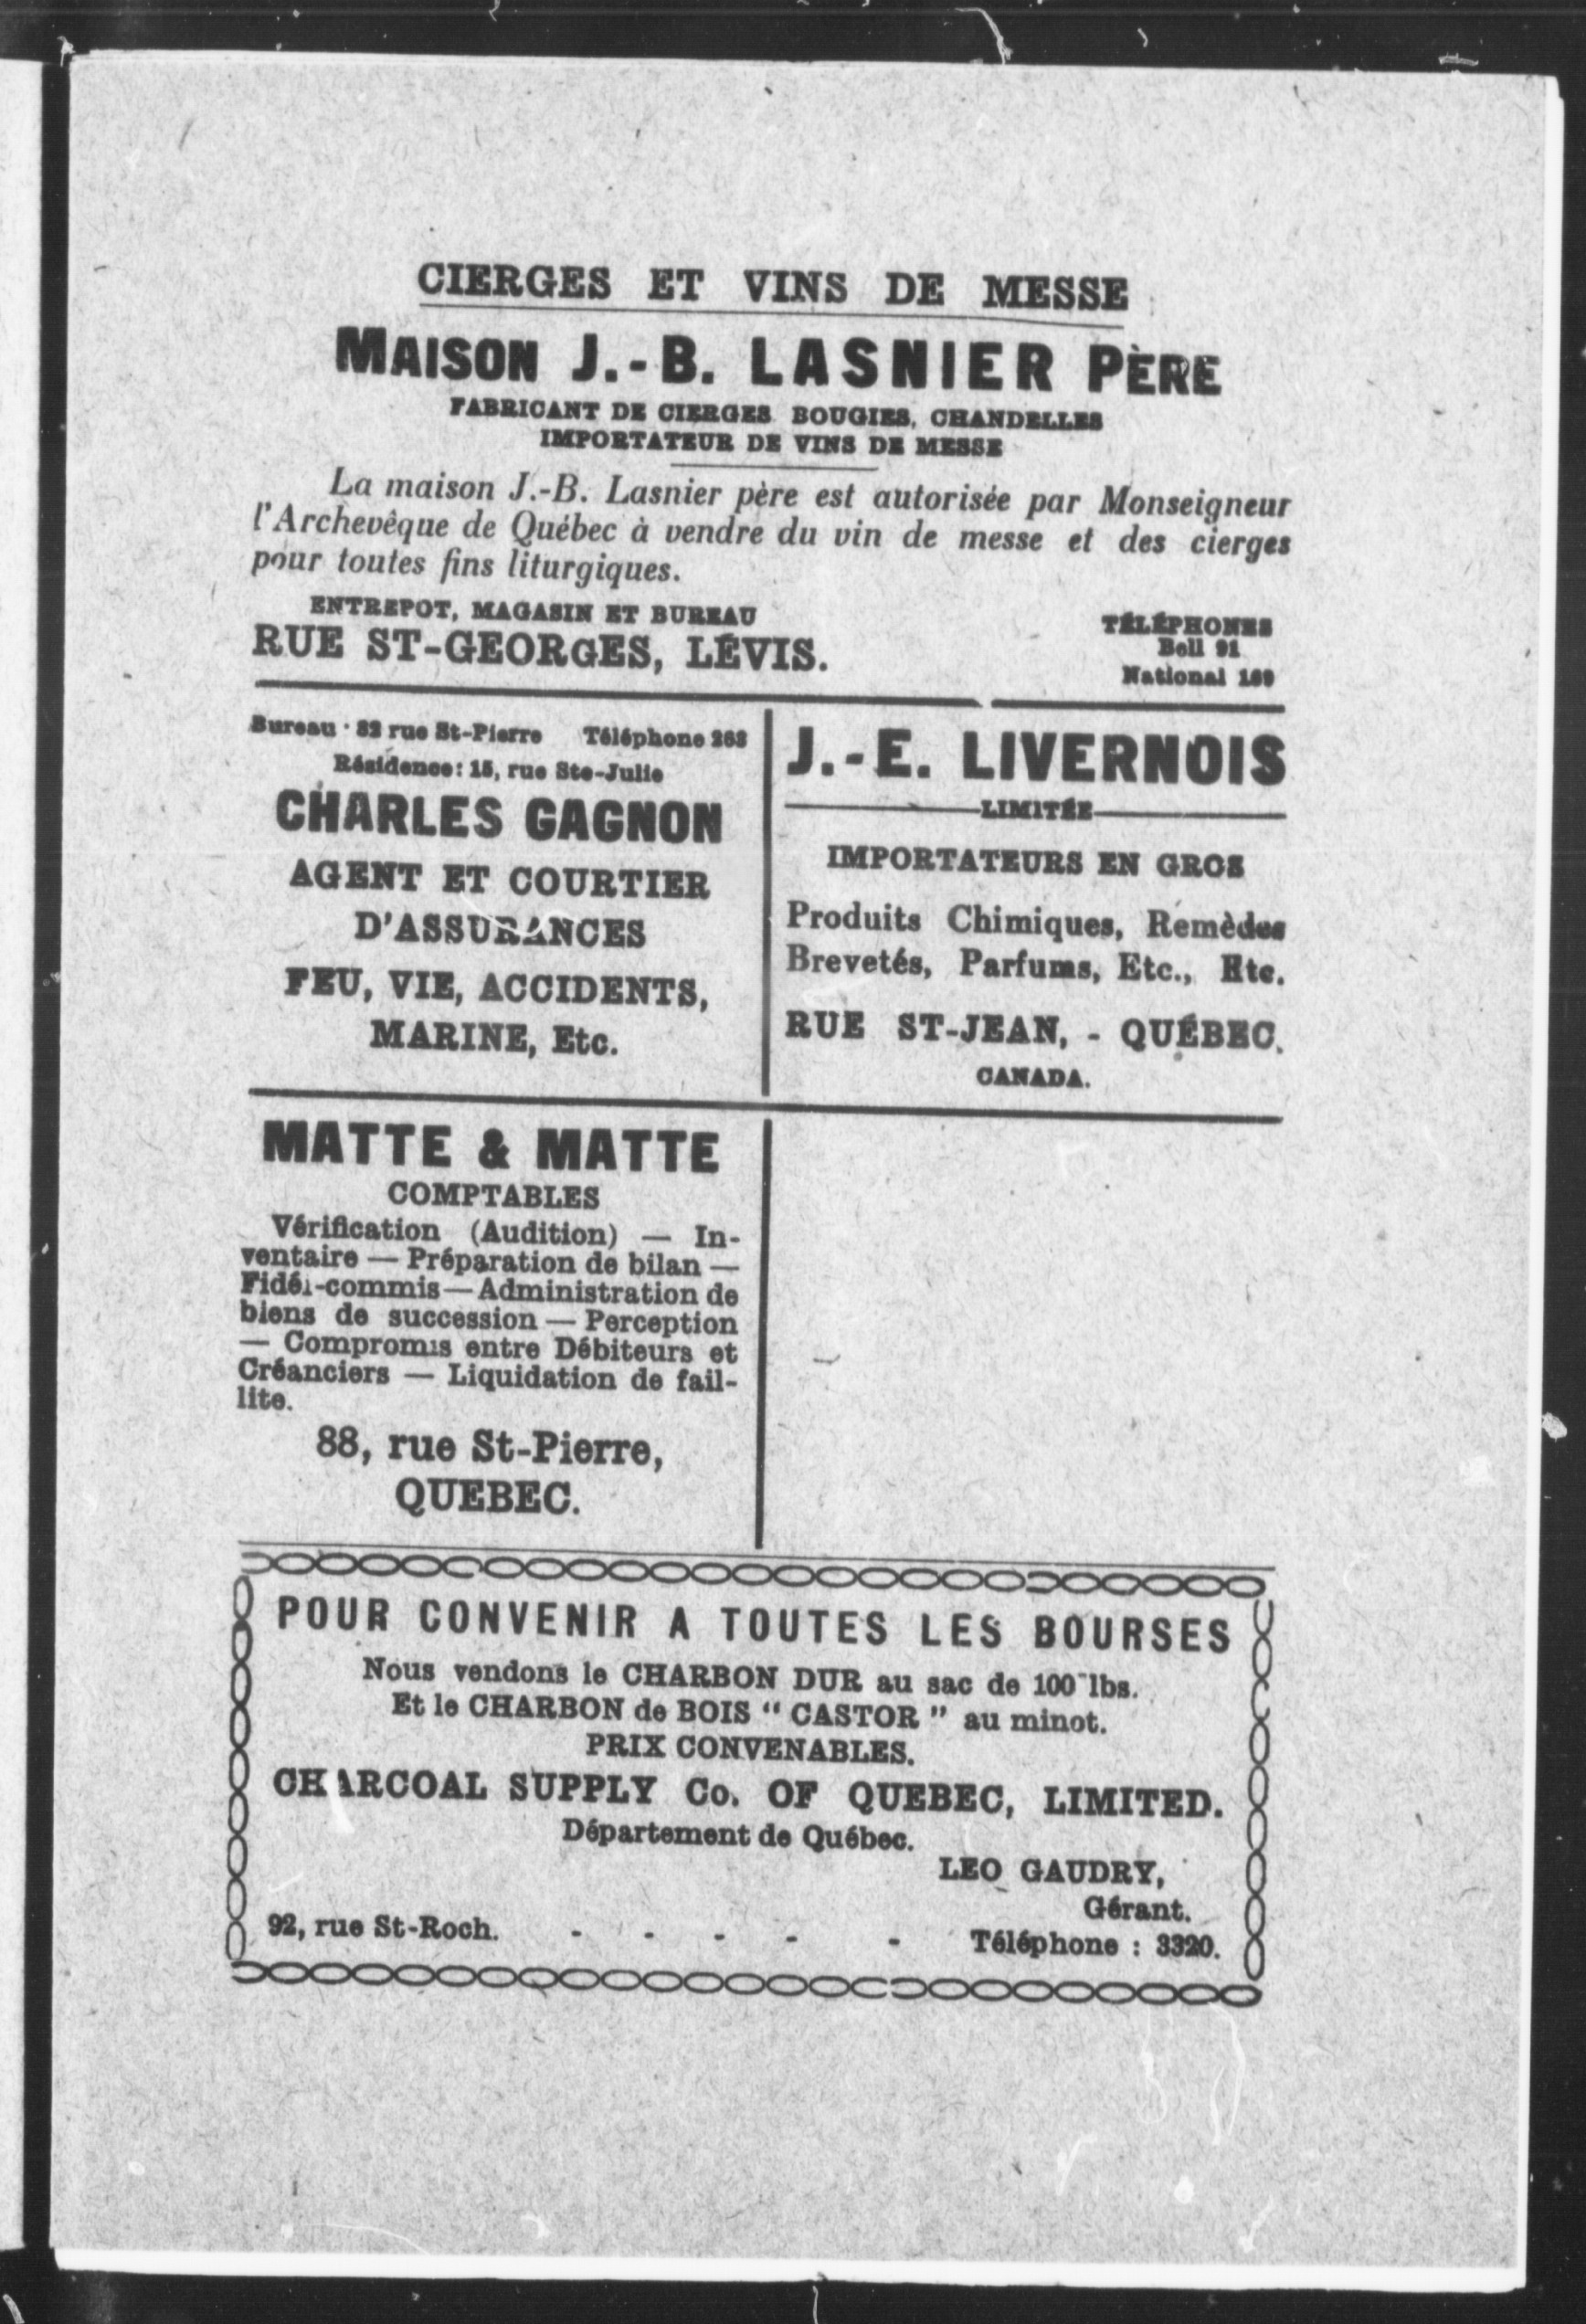 CIERGES ET VINS DE MESSE
MAISON J.-B. LASNIER PÈRE
FABRICANT DE CIERGES BOUGIES, CHANDELLES
IMPORTATEUR DE VINS DE MESSE
La maison J.-B. Lasnier père est autorisée par Monseigneur
l'Archevêque de Québec à vendre du vin de messe et des cierges
pour toutes fins liturgiques.
ENTREPOT, MAGASIN ET BUREAU
RUE ST-GEORGES, LÉVIS.
TÉLÉPHONES
Bell 91
National 169
Bureau : 82 rue St-Pierre Téléphone 263
Résidence: 15, rue Ste-Julie
CHARLES GAGNON
AGENT ET COURTIER
D'ASSURANCES
FEU, VIE, ACCIDENTS,
MARINE, Etc.
J.-E. LIVERNOIS
LIMITÉE
IMPORTATEURS EN GROS
Produits Chimiques, Remèdes
Brevetés, Parfums, Etc., Etc.
RUE ST-JEAN, - QUÉBEC.
CANADA.
MATTE & MATTE
COMPTABLES
Vérification (Audition) — In-
ventaire — Préparation de bilan —
Fidéi-commis — Administration de
biens de succession — Perception
— Compromis entre Débiteurs et
Créanciers — Liquidation de fail-
lite.
88, rue St-Pierre,
QUEBEC.
POUR CONVENIR A TOUTES LES BOURSES
Nous vendons le CHARBON DUR au sac de 100 lbs.
Et le CHARBON de BOIS " CASTOR " au minot.
PRIX CONVENABLES.
CHARCOAL SUPPLY Co. OF QUEBEC, LIMITED.
Département de Québec.
LEO GAUDRY,
Gérant.
92, rue St-Roch. - - - - - Téléphone : 3320.